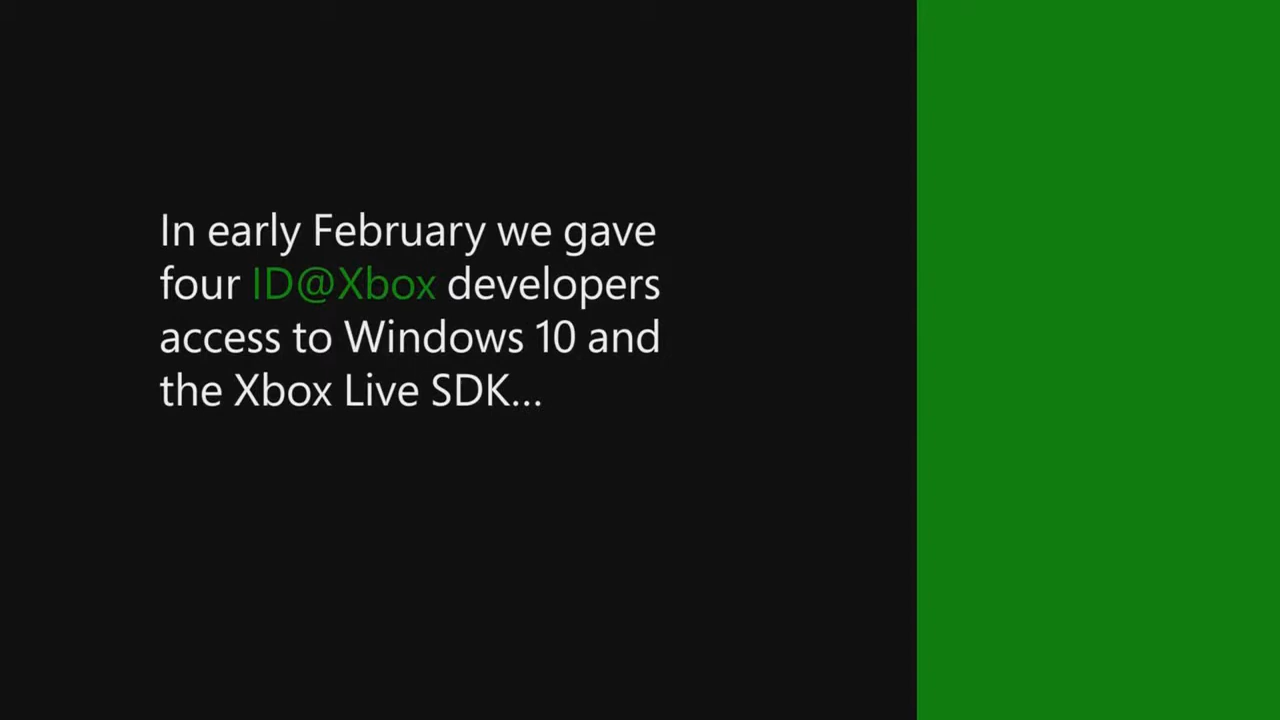 In early February we gave
four ID@Xbox developers
access to Windows 10 and
the Xbox Live SDK...